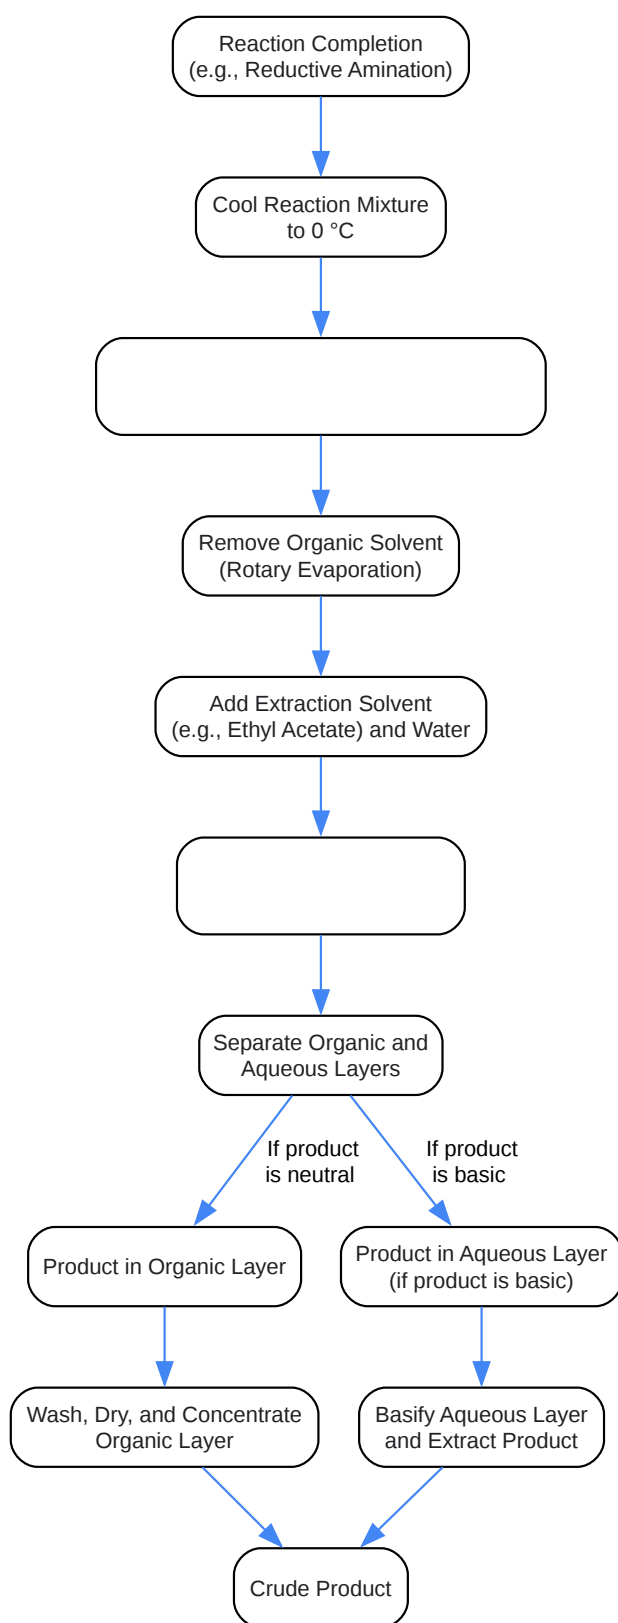 Reaction Completion
(e.g., Reductive Amination)
Cool Reaction Mixture
to 0 °C
Remove Organic Solvent
(Rotary Evaporation)
Add Extraction Solvent
(e.g., Ethyl Acetate) and Water
Separate Organic and
Aqueous Layers
If product
is neutral
If product
is basic
Product in Organic Layer
Product in Aqueous Layer
(if product is basic)
Wash, Dry, and Concentrate
Organic Layer
Basify Aqueous Layer
and Extract Product
Crude Product